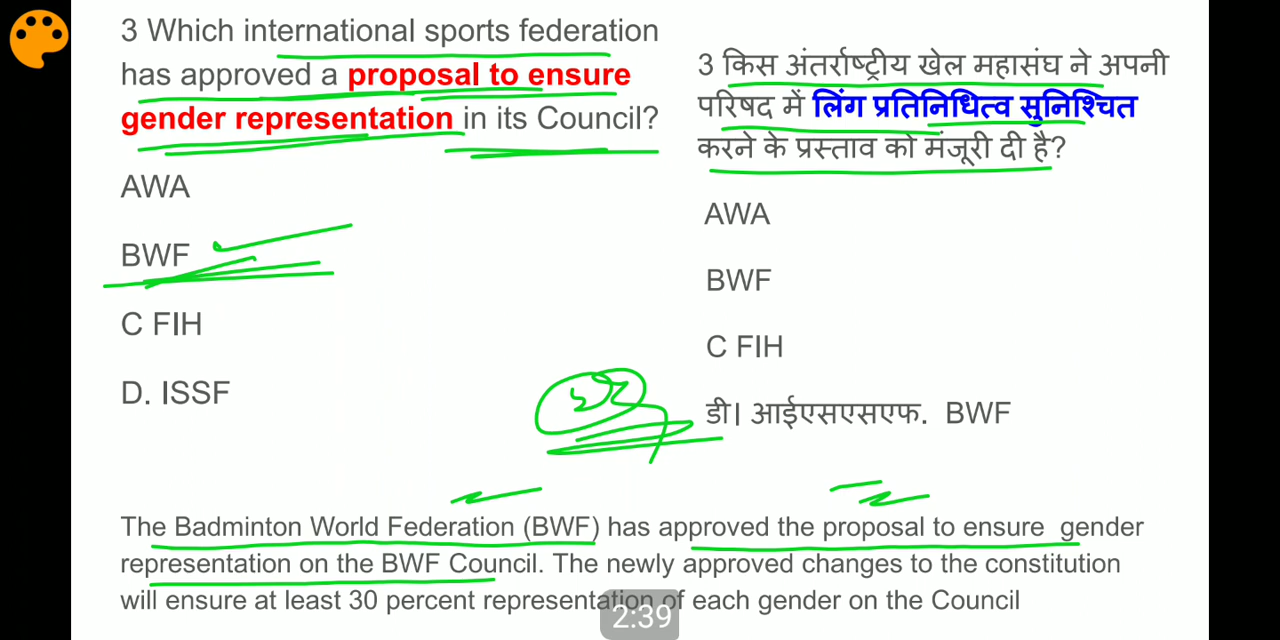 3 Which international sports federation
has approved a proposal to ensure
gender representation in its Council?
AWA
BWF
C FIH
D. ISSF
3 किस अंतर्राष्ट्रीय खेल महासंघ ने अपनी
परिषद में लिंग प्रतिनिधित्व सुनिश्चित
करने के प्रस्ताव को मंजूरी दी है?
AWA
BWF
C FIH
डी। आईएसएसएफ. BWF
The Badminton World Federation (BWF) has approved the proposal to ensure gender
representation on the BWF Council. The newly approved changes to the constitution
will ensure at least 30 percent representation of each gender on the Council
2:39